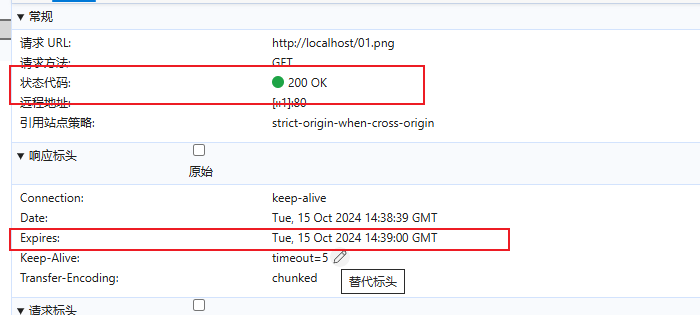 ▼ 常规
请求 URL: http://localhost/01.png
请求方法: GET
状态代码: 200 OK
远程地址: [::1]:80
引用站点策略: strict-origin-when-cross-origin
▼ 响应标头
原始
Connection: keep-alive
Date: Tue, 15 Oct 2024 14:38:39 GMT
Expires: Tue, 15 Oct 2024 14:39:00 GMT
Keep-Alive: timeout=5
Transfer-Encoding: chunked
替代标头
▼ 请求标头